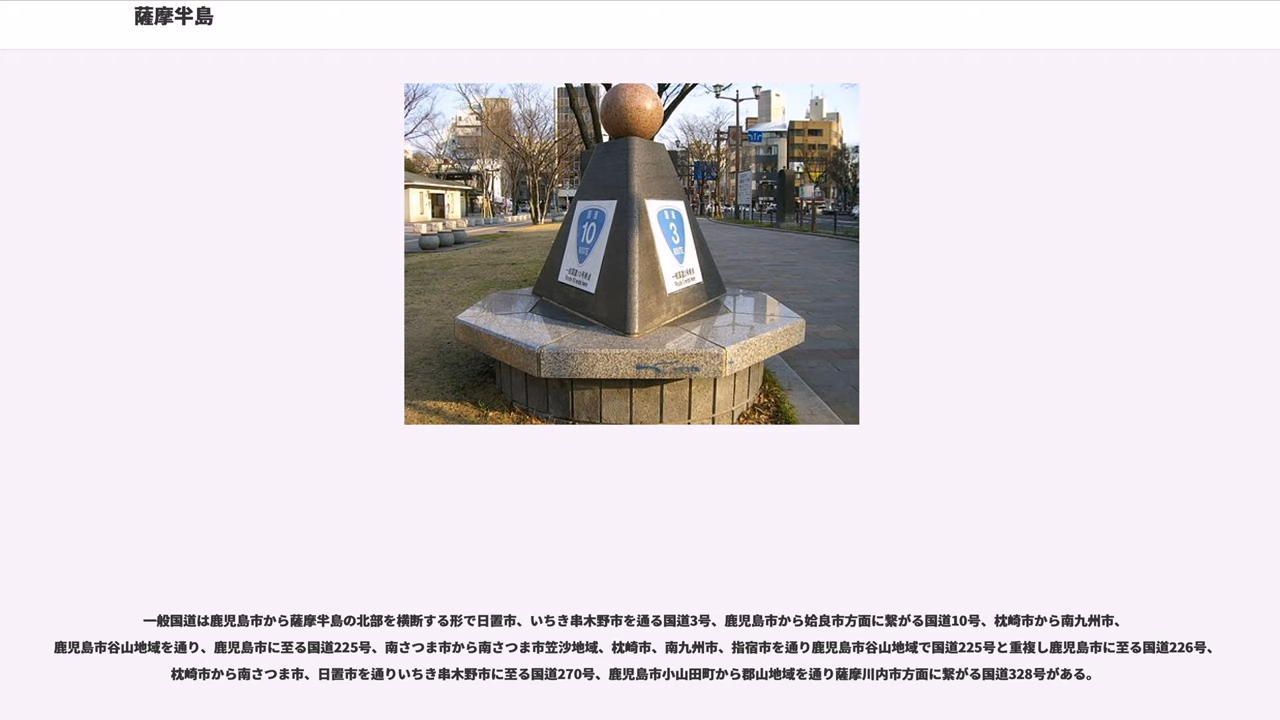 薩摩半島
国道
10
ROUTE
国道
3
ROUTE
一般国道は鹿児島市から薩摩半島の北部を横断する形で日置市、いちき串木野市を通る国道3号、鹿児島市から姶良市方面に繋がる国道10号、枕崎市から南九州市、
鹿児島市谷山地域を通り、鹿児島市に至る国道225号、南さつま市から南さつま市笠沙地域、枕崎市、南九州市、指宿市を通り鹿児島市谷山地域で国道225号と重複し鹿児島市に至る国道226号、
枕崎市から南さつま市、日置市を通りいちき串木野市に至る国道270号、鹿児島市小山田町から郡山地域を通り薩摩川内市方面に繋がる国道328号がある。